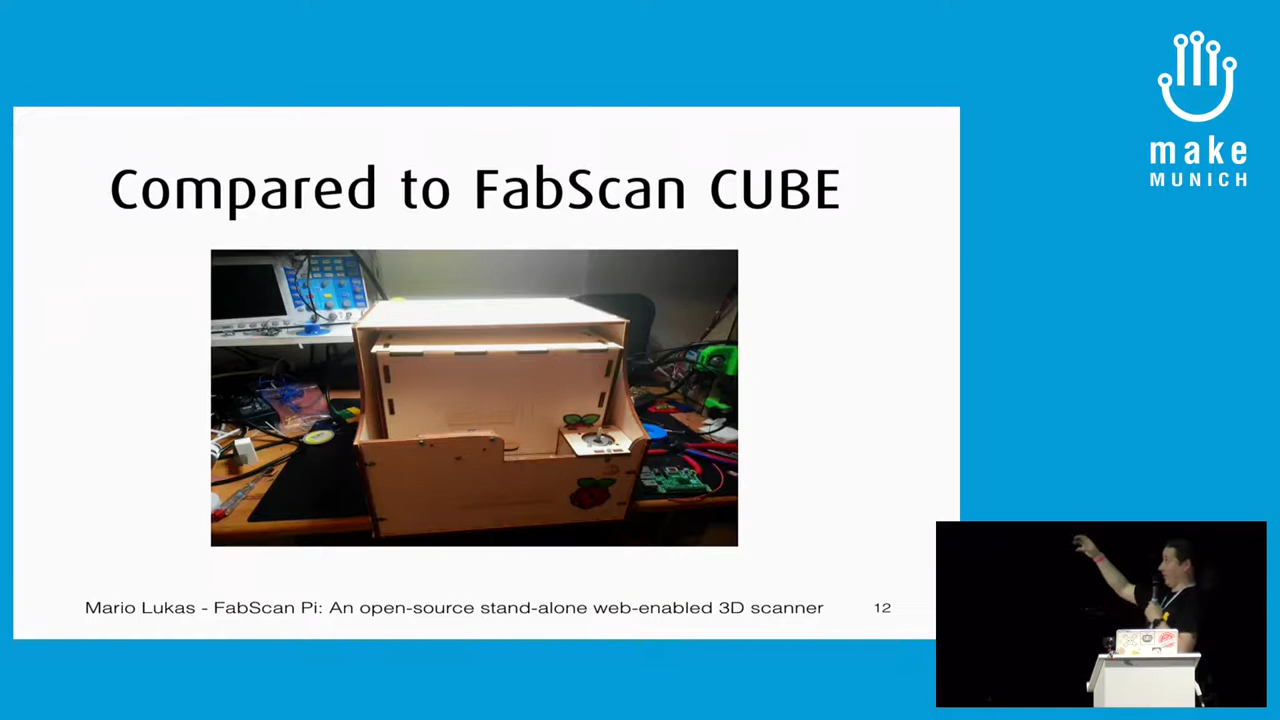 make
MUNICH
Compared to FabScan CUBE
Mario Lukas - FabScan Pi: An open-source stand-alone web-enabled 3D scanner
12